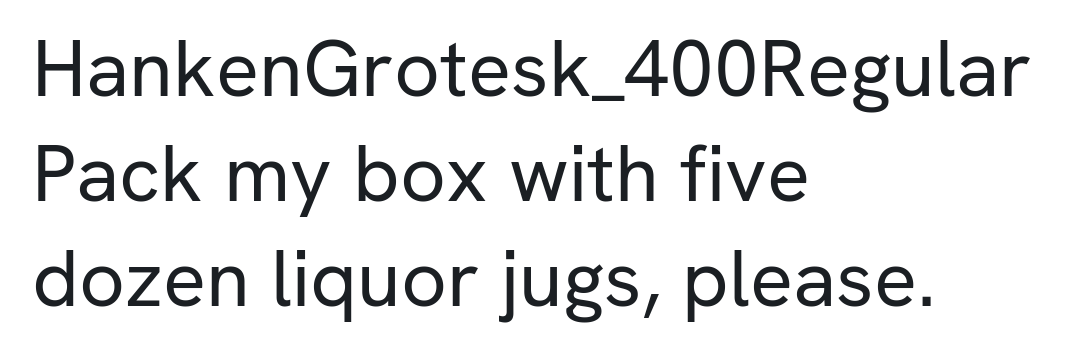 HankenGrotesk_400Regular
Pack my box with five
dozen liquor jugs, please.